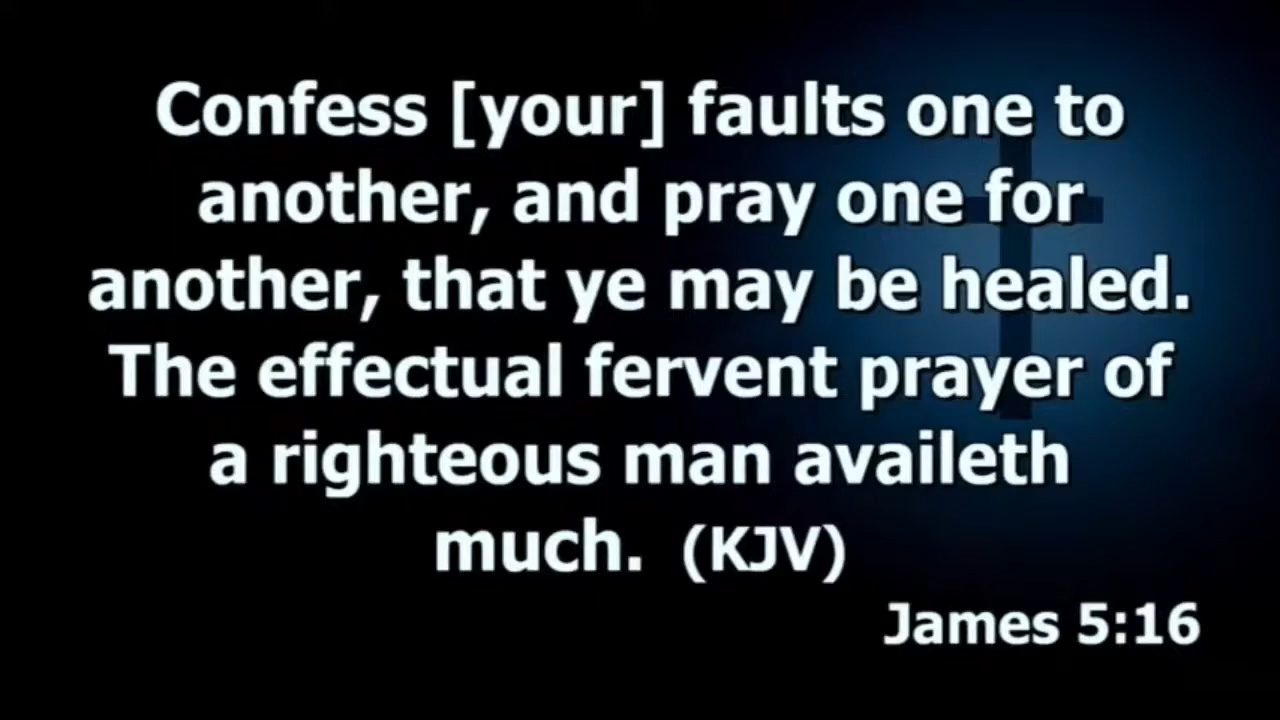 Confess [your] faults one to
another, and pray one for
another, that ye may be healed.
The effectual fervent prayer of
a righteous man availeth
much.  (KJV)
James 5:16